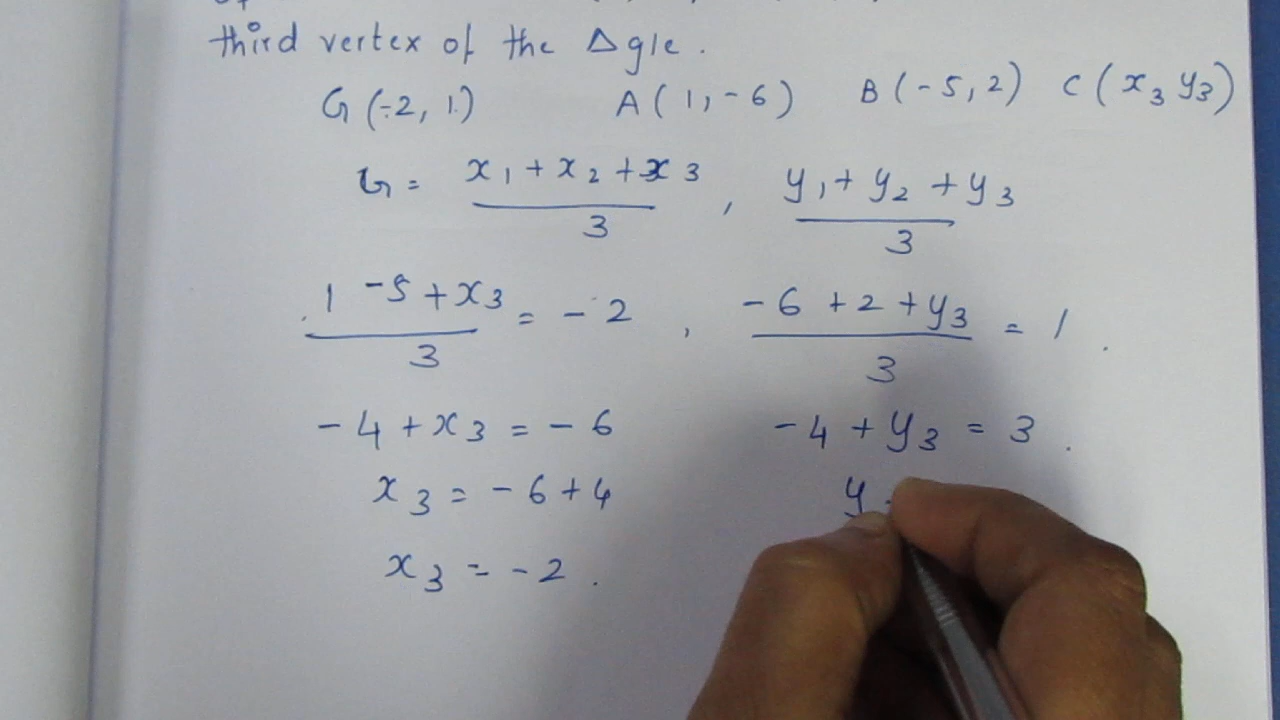 third vertex of the Δgle.
G(-2, 1) A(1,-6) B(-5,2) C(x3 y3)
G = x1+x2+x3 / 3 , y1+y2+y3 / 3
1 -5+x3 / 3 = -2 , -6+2+y3 / 3 = 1.
-4+x3 = -6 -4+y3 = 3.
x3 = -6+4 y
x3 = -2.